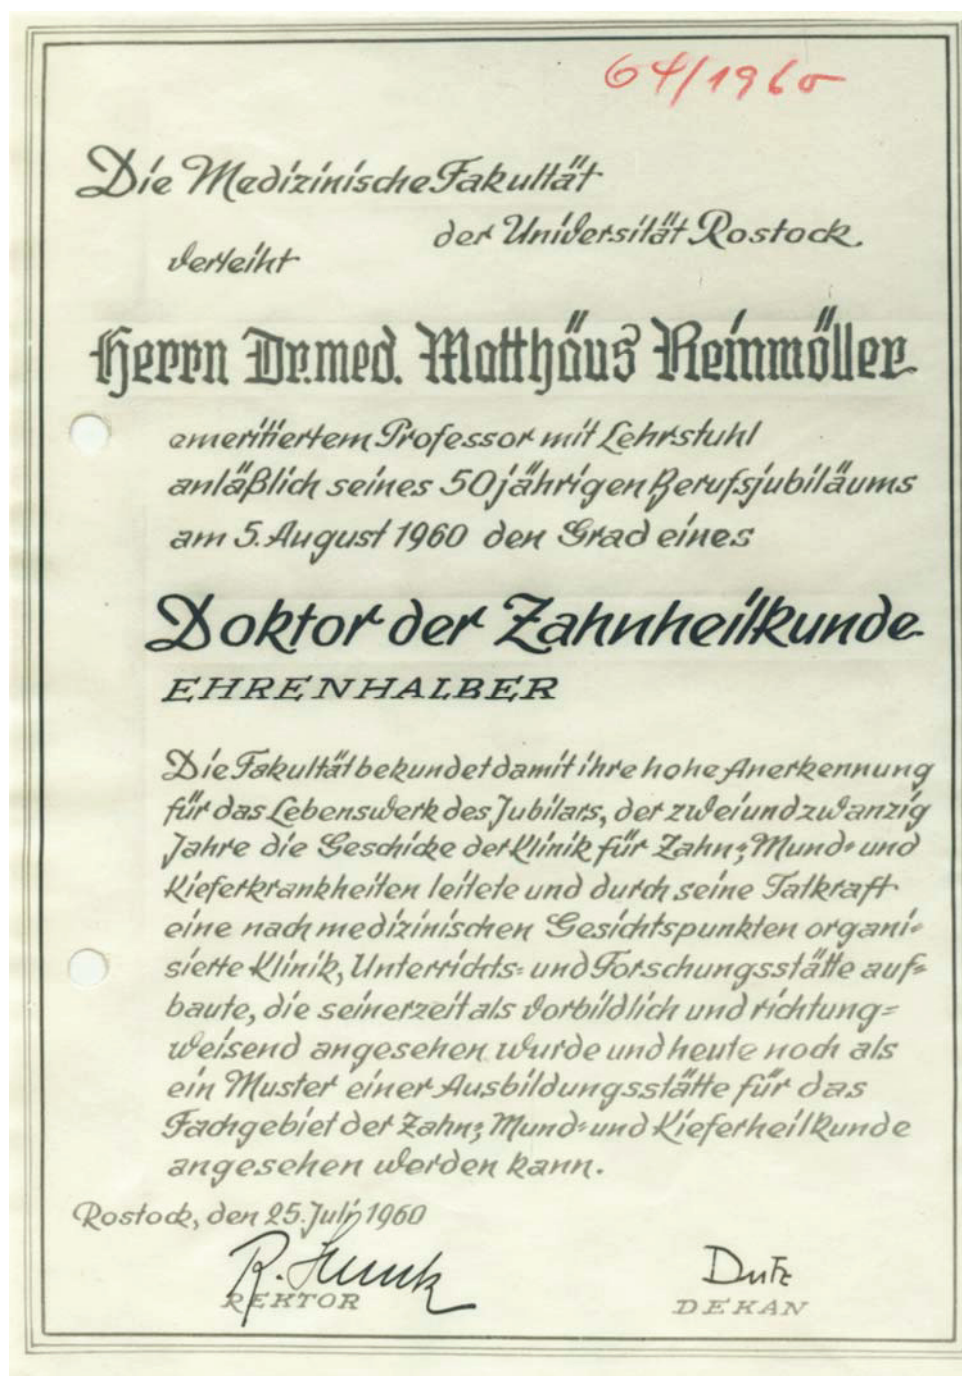 64/1960
Die Medizinische Fakultät
der Universität Rostock
verleiht
Herrn Dr. med. Matthäus Reinmöller
emeritiertem Professor mit Lehrstuhl
anläßlich seines 50jährigen Berufsjubiläums
am 5. August 1960 den Grad eines
Doktor der Zahnheilkunde
EHRENHALBER
Die Fakultät bekundet damit ihre hohe Anerkennung
für das Lebenswerk des Jubilars, der zweiundzwanzig
Jahre die Geschicke der Klinik für Zahn-, Mund- und
Kieferkrankheiten leitete und durch seine Tatkraft
eine nach medizinischen Gesichtspunkten organi-
sierte Klinik, Unterrichts- und Forschungsstätte auf-
baute, die seinerzeit als vorbildlich und richtung-
weisend angesehen wurde und heute noch als
ein Muster einer Ausbildungsstätte für das
Fachgebiet der Zahn-, Mund- und Kieferheilkunde
angesehen werden kann.
Rostock, den 25. Juli 1960
Dutz
REKTOR DEKAN